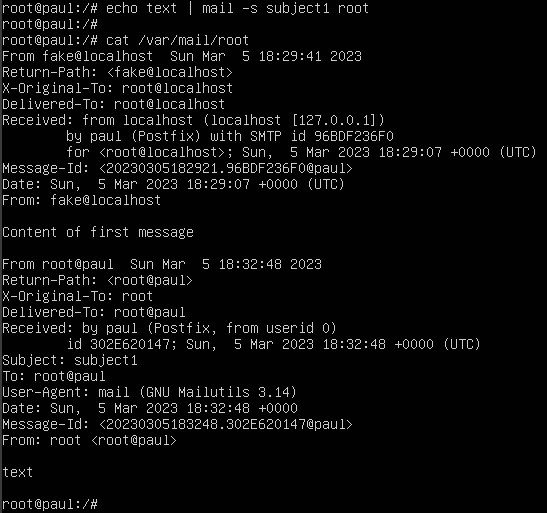 root@paul:/# echo text | mail -s subject1 root
root@paul:/#
root@paul:/# cat /var/mail/root
From fake@localhost  Sun Mar  5 18:29:41 2023
Return-Path: <fake@localhost>
X-Original-To: root@localhost
Delivered-To: root@localhost
Received: from localhost (localhost [127.0.0.1])
        by paul (Postfix) with SMTP id 96BDF236F0
        for <root@localhost>; Sun,  5 Mar 2023 18:29:07 +0000 (UTC)
Message-Id: <20230305182921.96BDF236F0@paul>
Date: Sun,  5 Mar 2023 18:29:07 +0000 (UTC)
From: fake@localhost

Content of first message

From root@paul  Sun Mar  5 18:32:48 2023
Return-Path: <root@paul>
X-Original-To: root
Delivered-To: root@paul
Received: by paul (Postfix, from userid 0)
        id 302E620147; Sun,  5 Mar 2023 18:32:48 +0000 (UTC)
Subject: subject1
To: root@paul
User-Agent: mail (GNU Mailutils 3.14)
Date: Sun,  5 Mar 2023 18:32:48 +0000
Message-Id: <20230305183248.302E620147@paul>
From: root <root@paul>

text

root@paul:/#